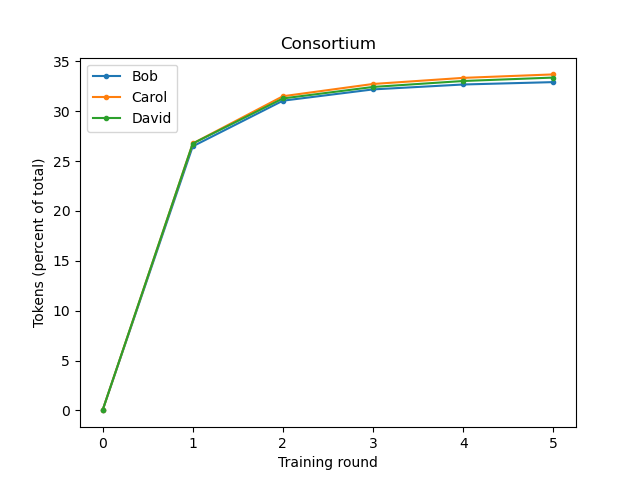 Consortium
Bob
Carol
David
Tokens (percent of total)
35
30
25
20
15
10
5
0
0 1 2 3 4 5
Training round